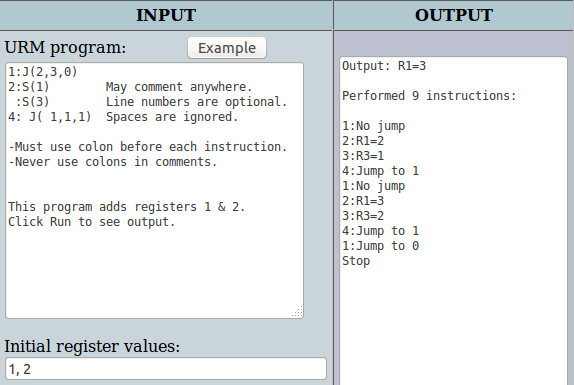 INPUT
URM program:
Example
1:J(2,3,0)
2:S(1)        May comment anywhere.
 :S(3)        Line numbers are optional.
4: J( 1,1,1)  Spaces are ignored.

-Must use colon before each instruction.
-Never use colons in comments.

This program adds registers 1 & 2.
Click Run to see output.
Initial register values:
1, 2
OUTPUT
Output: R1=3

Performed 9 instructions:

1:No jump
2:R1=2
3:R3=1
4:Jump to 1
1:No jump
2:R1=3
3:R3=2
4:Jump to 1
1:Jump to 0
Stop